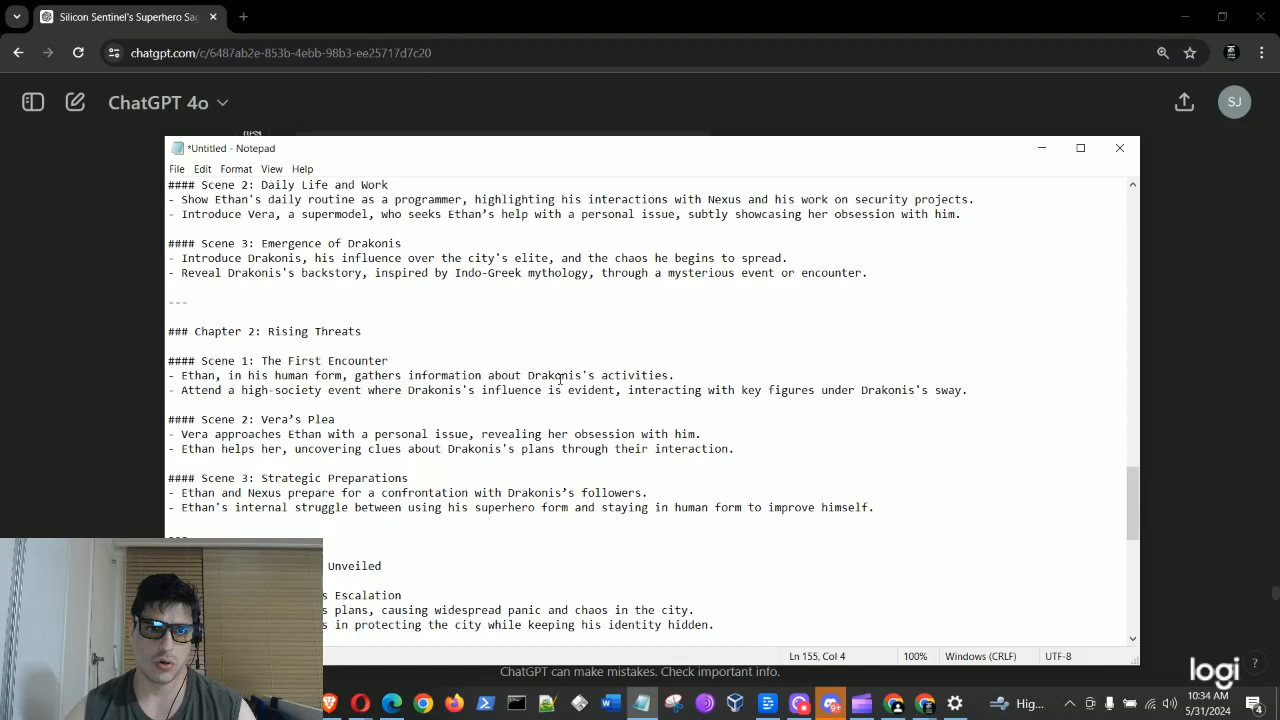 Silicon Sentinel's Superhero Sa
chatgpt.com/c/6487ab2e-853b-4ebb-98b3-ee25717d7c20
ChatGPT 4o
SJ
*Untitled - Notepad
File Edit Format View Help
#### Scene 2: Daily Life and Work
- Show Ethan's daily routine as a programmer, highlighting his interactions with Nexus and his work on security projects.
- Introduce Vera, a supermodel, who seeks Ethan’s help with a personal issue, subtly showcasing her obsession with him.
#### Scene 3: Emergence of Drakonis
- Introduce Drakonis, his influence over the city's elite, and the chaos he begins to spread.
- Reveal Drakonis's backstory, inspired by Indo-Greek mythology, through a mysterious event or encounter.
---
### Chapter 2: Rising Threats
#### Scene 1: The First Encounter
- Ethan, in his human form, gathers information about Drakonis's activities.
- Attend a high-society event where Drakonis's influence is evident, interacting with key figures under Drakonis's sway.
#### Scene 2: Vera’s Plea
- Vera approaches Ethan with a personal issue, revealing her obsession with him.
- Ethan helps her, uncovering clues about Drakonis's plans through their interaction.
#### Scene 3: Strategic Preparations
- Ethan and Nexus prepare for a confrontation with Drakonis’s followers.
- Ethan's internal struggle between using his superhero form and staying in human form to improve himself.
Unveiled
s Escalation
s plans, causing widespread panic and chaos in the city.
s in protecting the city while keeping his identity hidden.
Ln 155, Col 4 100% Windows (CRLF) UTF-8
ChatGPT can make mistakes. Check important info.
logi
?
Hig...
10:34 AM
5/31/2024
4